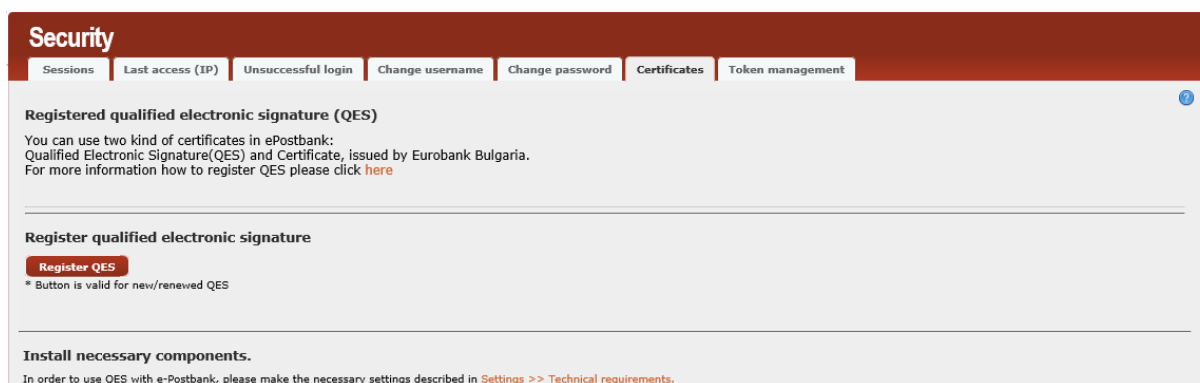 Security
Sessions Last access (IP) Unsuccessful login Change username Change password Certificates Token management
?
Registered qualified electronic signature (QES)
You can use two kind of certificates in ePostbank:
Qualified Electronic Signature(QES) and Certificate, issued by Eurobank Bulgaria.
For more information how to register QES please click here
Register qualified electronic signature
Register QES
* Button is valid for new/renewed QES
Install necessary components.
In order to use QES with e-Postbank, please make the necessary settings described in Settings >> Technical requirements.